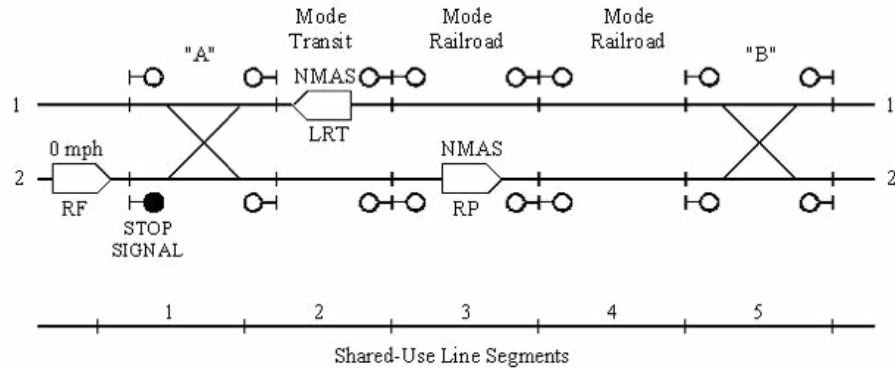 Mode Transit
Mode Railroad
Mode Railroad
"A"
"B"
NMAS
1
1
LRT
0 mph
NMAS
2
2
RF
RP
STOP
SIGNAL
1
2
3
4
5
Shared-Use Line Segments